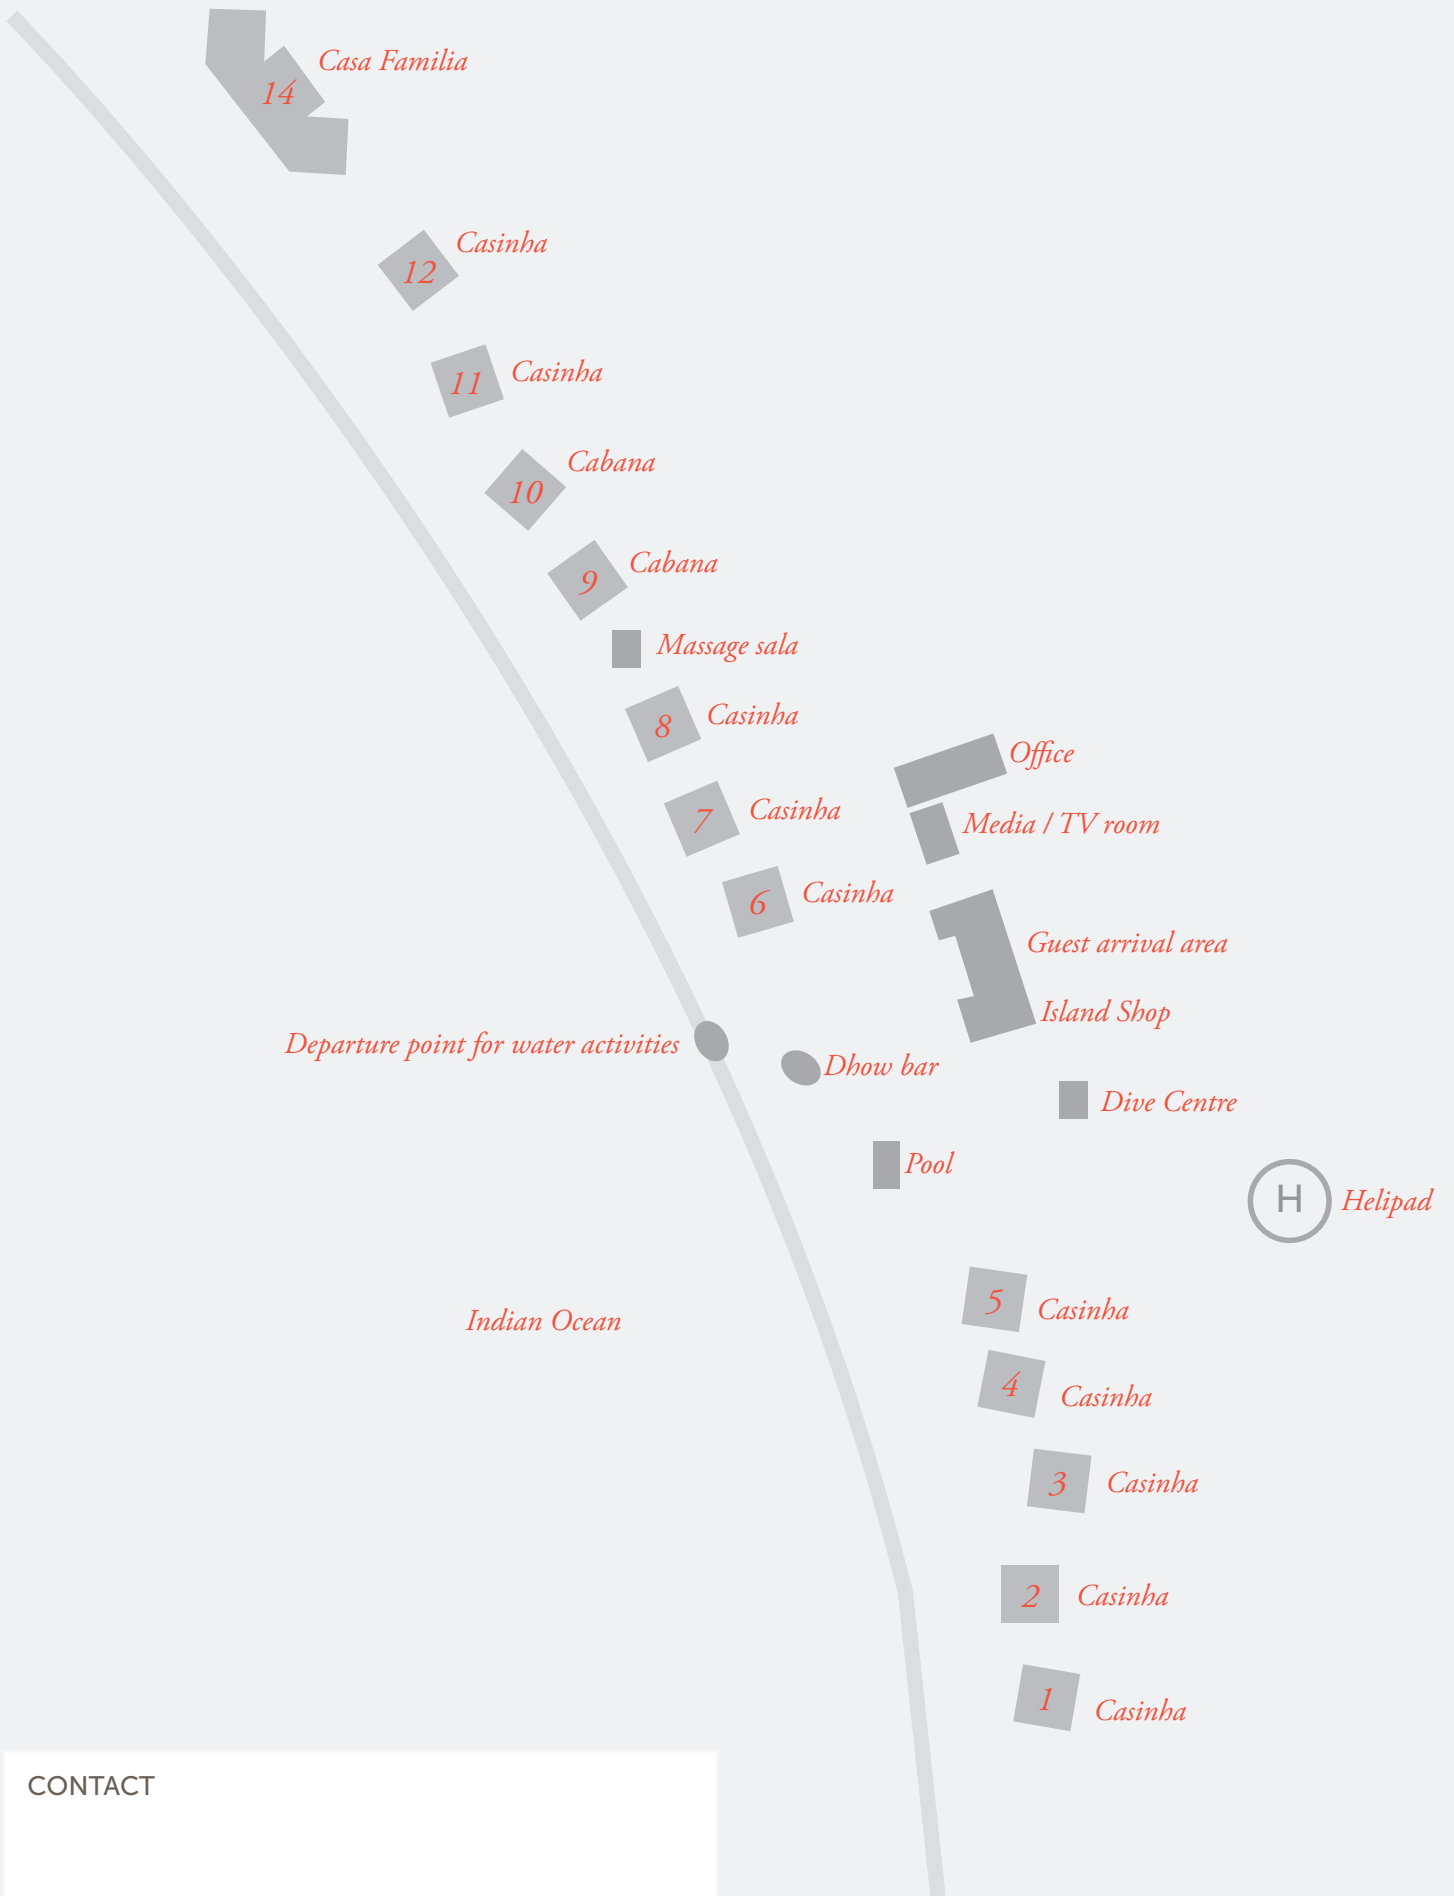 Casa Familia
14
Casinha
12
Casinha
11
Cabana
10
Cabana
9
Massage sala
Casinha
8
Office
Casinha
7
Media / TV room
Casinha
6
Guest arrival area
Island Shop
Departure point for water activities
Dhow bar
Dive Centre
Pool
H
Helipad
5
Casinha
Indian Ocean
4
Casinha
3
Casinha
2
Casinha
1
Casinha
CONTACT